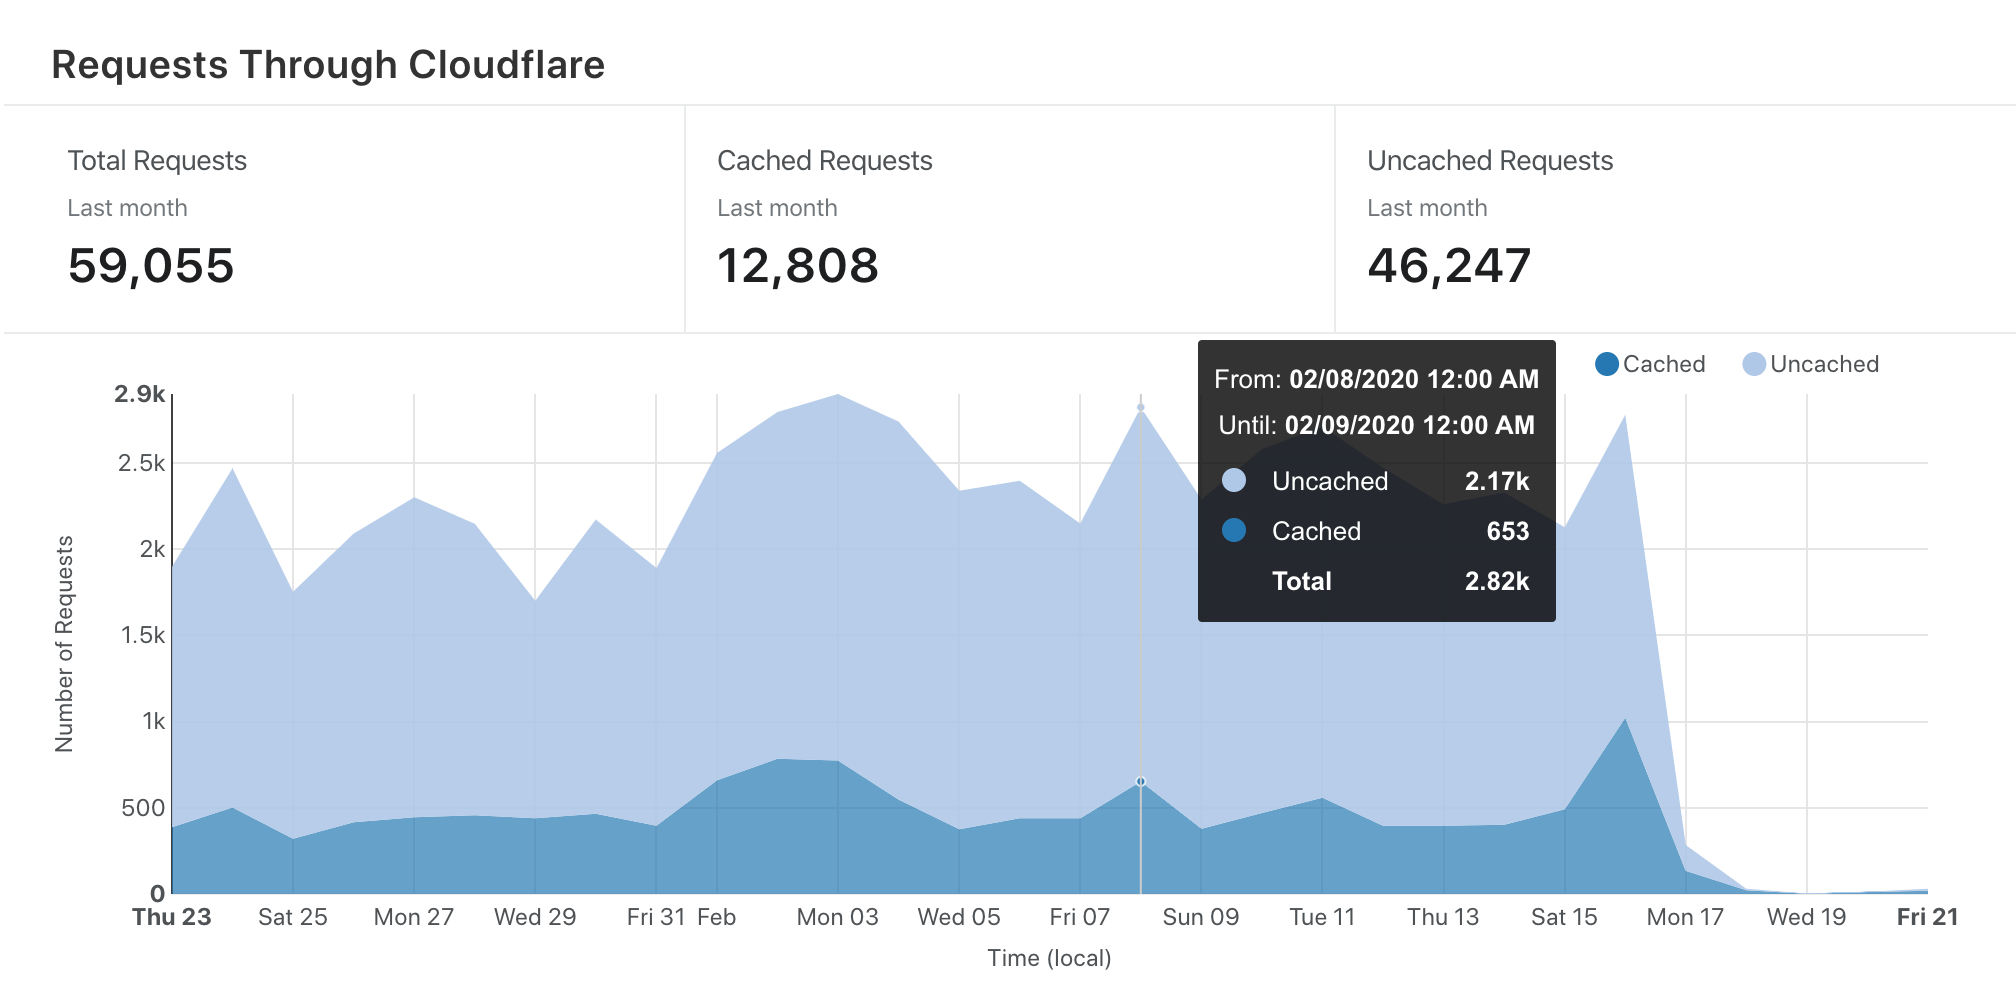 Requests Through Cloudflare
Total Requests
Last month
59,055
Cached Requests
Last month
12,808
Uncached Requests
Last month
46,247
Cached
Uncached
From: 02/08/2020 12:00 AM
Until: 02/09/2020 12:00 AM
Uncached 2.17k
Cached 653
Total 2.82k
Number of Requests
2.9k
2.5k
2k
1.5k
1k
500
0
Thu 23 Sat 25 Mon 27 Wed 29 Fri 31 Feb Mon 03 Wed 05 Fri 07 Sun 09 Tue 11 Thu 13 Sat 15 Mon 17 Wed 19 Fri 21
Time (local)